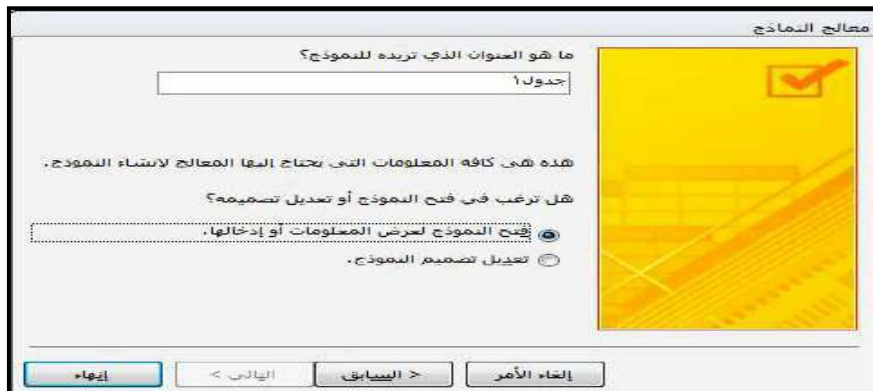 معالج النماذج
ما هو العنوان الذي تريده للنموذج؟
جدول١
هذه هي كافة المعلومات التي يحتاج إليها المعالج لإنشاء النموذج.
هل ترغب في فتح النموذج أو تعديل تصميمه؟
فتح النموذج لعرض المعلومات أو إدخالها.
تعديل تصميم النموذج.
إلغاء الأمر
< السابق
التالي >
إنهاء